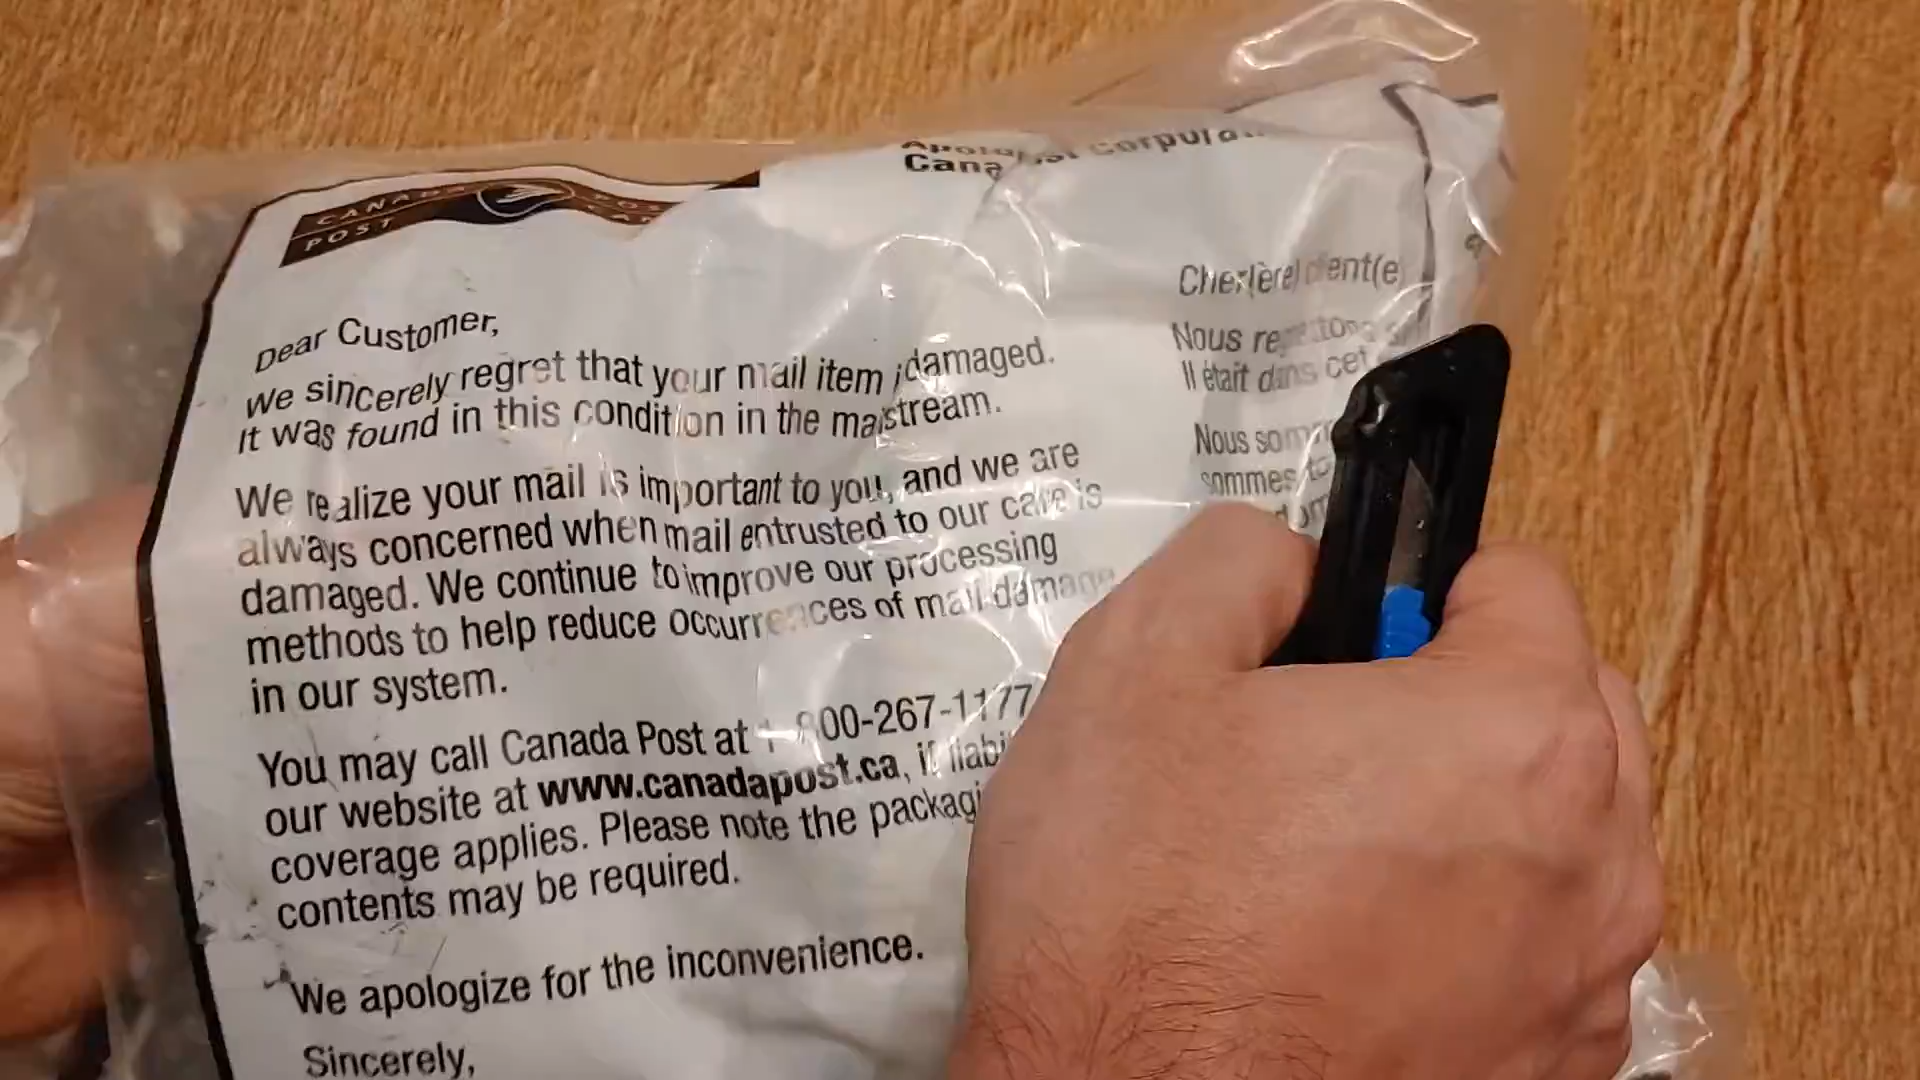 CANADA
POST
POS
CAN
Cana
Dear Customer,
We sincerely regret that your mail item damaged.
It was found in this condition in the mastream.
We realize your mail is important to you, and we are
always concerned when mail entrusted to our care is
damaged. We continue to improve our processing
methods to help reduce occurrences of mail damage
in our system.
You may call Canada Post at 1-800-267-1177
our website at www.canadapost.ca, if liabi
coverage applies. Please note the packagi
contents may be required.
We apologize for the inconvenience.
Sincerely,
Cher(ère) client(e
Nous
Il était dans cet
Nous
sommes